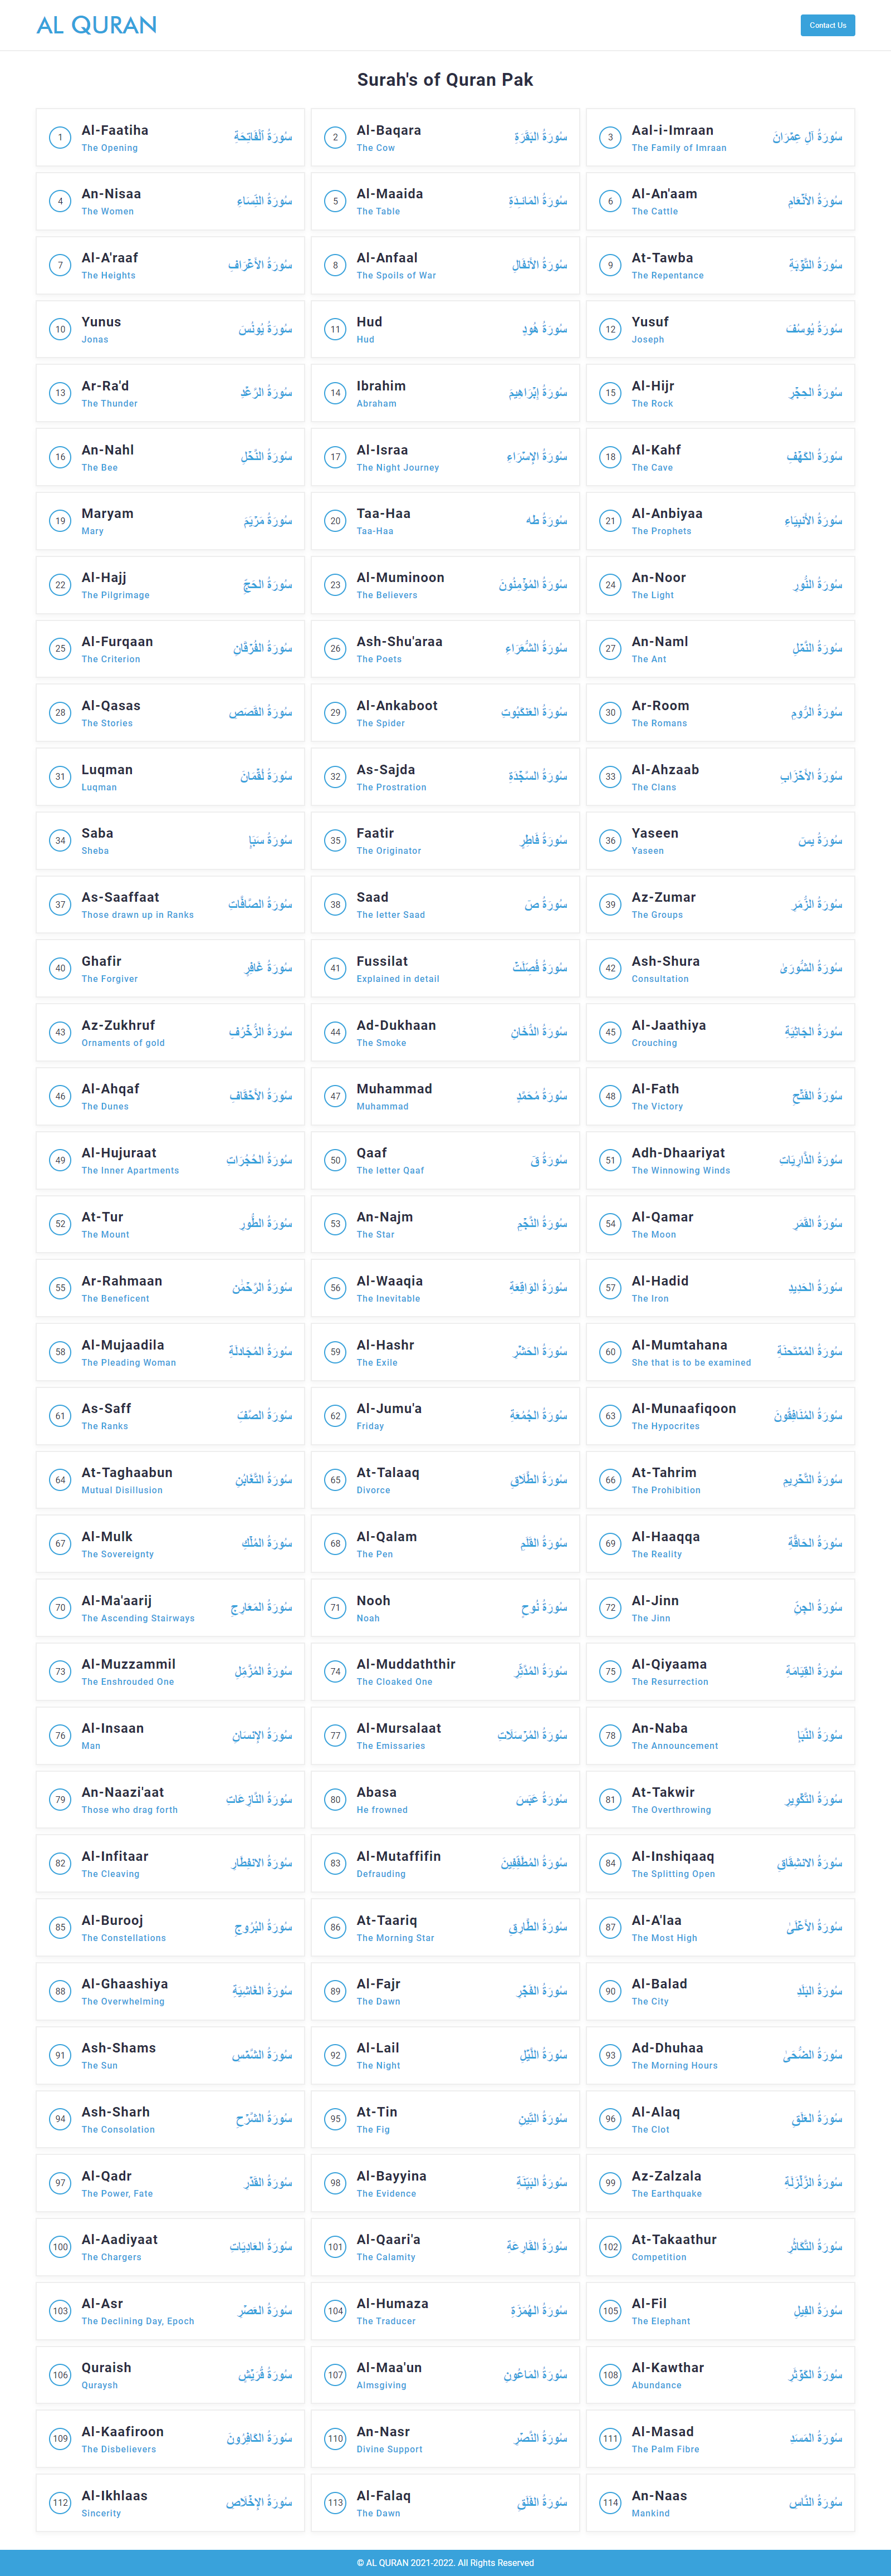 AL QURAN
Contact Us
Surah's of Quran Pak
1 Al-Faatiha سُورَةُ ٱلْفَاتِحَةِ
The Opening
2 Al-Baqara سُورَةُ البَقَرَةِ
The Cow
3 Aal-i-Imraan سُورَةُ آلِ عِمۡرَانَ
The Family of Imraan
4 An-Nisaa سُورَةُ النِّسَاءِ
The Women
5 Al-Maaida سُورَةُ المَائـِدَةِ
The Table
6 Al-An'aam سُورَةُ الأَنۡعَامِ
The Cattle
7 Al-A'raaf سُورَةُ الأَعۡرَافِ
The Heights
8 Al-Anfaal سُورَةُ الأَنفَالِ
The Spoils of War
9 At-Tawba سُورَةُ التَّوۡبَةِ
The Repentance
10 Yunus سُورَةُ يُونُسَ
Jonas
11 Hud سُورَةُ هُودٍ
Hud
12 Yusuf سُورَةُ يُوسُفَ
Joseph
13 Ar-Ra'd سُورَةُ الرَّعۡدِ
The Thunder
14 Ibrahim سُورَةُ إِبۡرَاهِيمَ
Abraham
15 Al-Hijr سُورَةُ الحِجۡرِ
The Rock
16 An-Nahl سُورَةُ النَّحۡلِ
The Bee
17 Al-Israa سُورَةُ الإِسۡرَاءِ
The Night Journey
18 Al-Kahf سُورَةُ الكَهۡفِ
The Cave
19 Maryam سُورَةُ مَرۡيَمَ
Mary
20 Taa-Haa سُورَةُ طه
Taa-Haa
21 Al-Anbiyaa سُورَةُ الأَنبِيَاءِ
The Prophets
22 Al-Hajj سُورَةُ الحَجِّ
The Pilgrimage
23 Al-Muminoon سُورَةُ المُؤۡمِنُونَ
The Believers
24 An-Noor سُورَةُ النُّورِ
The Light
25 Al-Furqaan سُورَةُ الفُرۡقَانِ
The Criterion
26 Ash-Shu'araa سُورَةُ الشُّعَرَاءِ
The Poets
27 An-Naml سُورَةُ النَّمۡلِ
The Ant
28 Al-Qasas سُورَةُ القَصَصِ
The Stories
29 Al-Ankaboot سُورَةُ العَنكَبُوتِ
The Spider
30 Ar-Room سُورَةُ الرُّومِ
The Romans
31 Luqman سُورَةُ لُقۡمَانَ
Luqman
32 As-Sajda سُورَةُ السَّجۡدَةِ
The Prostration
33 Al-Ahzaab سُورَةُ الأَحۡزَابِ
The Clans
34 Saba سُورَةُ سَبَإٍ
Sheba
35 Faatir سُورَةُ فَاطِرٍ
The Originator
36 Yaseen سُورَةُ يسٓ
Yaseen
37 As-Saaffaat سُورَةُ الصَّافَّاتِ
Those drawn up in Ranks
38 Saad سُورَةُ صٓ
The letter Saad
39 Az-Zumar سُورَةُ الزُّمَرِ
The Groups
40 Ghafir سُورَةُ غَافِرٍ
The Forgiver
41 Fussilat سُورَةُ فُصِّلَتۡ
Explained in detail
42 Ash-Shura سُورَةُ الشُّورَىٰ
Consultation
43 Az-Zukhruf سُورَةُ الزُّخۡرُفِ
Ornaments of gold
44 Ad-Dukhaan سُورَةُ الدُّخَانِ
The Smoke
45 Al-Jaathiya سُورَةُ الجَاثِيَةِ
Crouching
46 Al-Ahqaf سُورَةُ الأَحۡقَافِ
The Dunes
47 Muhammad سُورَةُ مُحَمَّدٍ
Muhammad
48 Al-Fath سُورَةُ الفَتۡحِ
The Victory
49 Al-Hujuraat سُورَةُ الحُجُرَاتِ
The Inner Apartments
50 Qaaf سُورَةُ قٓ
The letter Qaaf
51 Adh-Dhaariyat سُورَةُ الذَّارِيَاتِ
The Winnowing Winds
52 At-Tur سُورَةُ الطُّورِ
The Mount
53 An-Najm سُورَةُ النَّجۡمِ
The Star
54 Al-Qamar سُورَةُ القَمَرِ
The Moon
55 Ar-Rahmaan سُورَةُ الرَّحۡمَٰن
The Beneficent
56 Al-Waaqia سُورَةُ الوَاقِعَةِ
The Inevitable
57 Al-Hadid سُورَةُ الحَدِيدِ
The Iron
58 Al-Mujaadila سُورَةُ المُجَادلَةِ
The Pleading Woman
59 Al-Hashr سُورَةُ الحَشۡرِ
The Exile
60 Al-Mumtahana سُورَةُ المُمۡتَحنَةِ
She that is to be examined
61 As-Saff سُورَةُ الصَّفِّ
The Ranks
62 Al-Jumu'a سُورَةُ الجُمُعَةِ
Friday
63 Al-Munaafiqoon سُورَةُ المُنَافِقُونَ
The Hypocrites
64 At-Taghaabun سُورَةُ التَّغَابُنِ
Mutual Disillusion
65 At-Talaaq سُورَةُ الطَّلَاقِ
Divorce
66 At-Tahrim سُورَةُ التَّحۡرِيمِ
The Prohibition
67 Al-Mulk سُورَةُ المُلۡكِ
The Sovereignty
68 Al-Qalam سُورَةُ القَلَمِ
The Pen
69 Al-Haaqqa سُورَةُ الحَاقَّةِ
The Reality
70 Al-Ma'aarij سُورَةُ المَعَارِجِ
The Ascending Stairways
71 Nooh سُورَةُ نُوحٍ
Noah
72 Al-Jinn سُورَةُ الجِنِّ
The Jinn
73 Al-Muzzammil سُورَةُ المُزَّمِّلِ
The Enshrouded One
74 Al-Muddaththir سُورَةُ المُدَّثِّرِ
The Cloaked One
75 Al-Qiyaama سُورَةُ القِيَامَةِ
The Resurrection
76 Al-Insaan سُورَةُ الإِنسَانِ
Man
77 Al-Mursalaat سُورَةُ المُرۡسَلَاتِ
The Emissaries
78 An-Naba سُورَةُ النَّبَإِ
The Announcement
79 An-Naazi'aat سُورَةُ النَّازِعَاتِ
Those who drag forth
80 Abasa سُورَةُ عَبَسَ
He frowned
81 At-Takwir سُورَةُ التَّكۡوِيرِ
The Overthrowing
82 Al-Infitaar سُورَةُ الانفِطَارِ
The Cleaving
83 Al-Mutaffifin سُورَةُ المُطَفِّفِينَ
Defrauding
84 Al-Inshiqaaq سُورَةُ الانشِقَاقِ
The Splitting Open
85 Al-Burooj سُورَةُ البُرُوجِ
The Constellations
86 At-Taariq سُورَةُ الطَّارِقِ
The Morning Star
87 Al-A'laa سُورَةُ الأَعۡلَىٰ
The Most High
88 Al-Ghaashiya سُورَةُ الغَاشِيَةِ
The Overwhelming
89 Al-Fajr سُورَةُ الفَجۡرِ
The Dawn
90 Al-Balad سُورَةُ البَلَدِ
The City
91 Ash-Shams سُورَةُ الشَّمۡسِ
The Sun
92 Al-Lail سُورَةُ اللَّيۡلِ
The Night
93 Ad-Dhuhaa سُورَةُ الضُّحَىٰ
The Morning Hours
94 Ash-Sharh سُورَةُ الشَّرۡحِ
The Consolation
95 At-Tin سُورَةُ التِّينِ
The Fig
96 Al-Alaq سُورَةُ العَلَقِ
The Clot
97 Al-Qadr سُورَةُ القَدۡرِ
The Power, Fate
98 Al-Bayyina سُورَةُ البَيِّنَةِ
The Evidence
99 Az-Zalzala سُورَةُ الزَّلۡزَلَةِ
The Earthquake
100 Al-Aadiyaat سُورَةُ العَادِيَاتِ
The Chargers
101 Al-Qaari'a سُورَةُ القَارِعَةِ
The Calamity
102 At-Takaathur سُورَةُ التَّكَاثُرِ
Competition
103 Al-Asr سُورَةُ العَصۡرِ
The Declining Day, Epoch
104 Al-Humaza سُورَةُ الهُمَزَةِ
The Traducer
105 Al-Fil سُورَةُ الفِيلِ
The Elephant
106 Quraish سُورَةُ قُرَيۡشٍ
Quraysh
107 Al-Maa'un سُورَةُ المَاعُونِ
Almsgiving
108 Al-Kawthar سُورَةُ الكَوۡثَرِ
Abundance
109 Al-Kaafiroon سُورَةُ الكَافِرُونَ
The Disbelievers
110 An-Nasr سُورَةُ النَّصۡرِ
Divine Support
111 Al-Masad سُورَةُ المَسَدِ
The Palm Fibre
112 Al-Ikhlaas سُورَةُ الإِخۡلَاصِ
Sincerity
113 Al-Falaq سُورَةُ الفَلَقِ
The Dawn
114 An-Naas سُورَةُ النَّاسِ
Mankind
© AL QURAN 2021-2022. All Rights Reserved